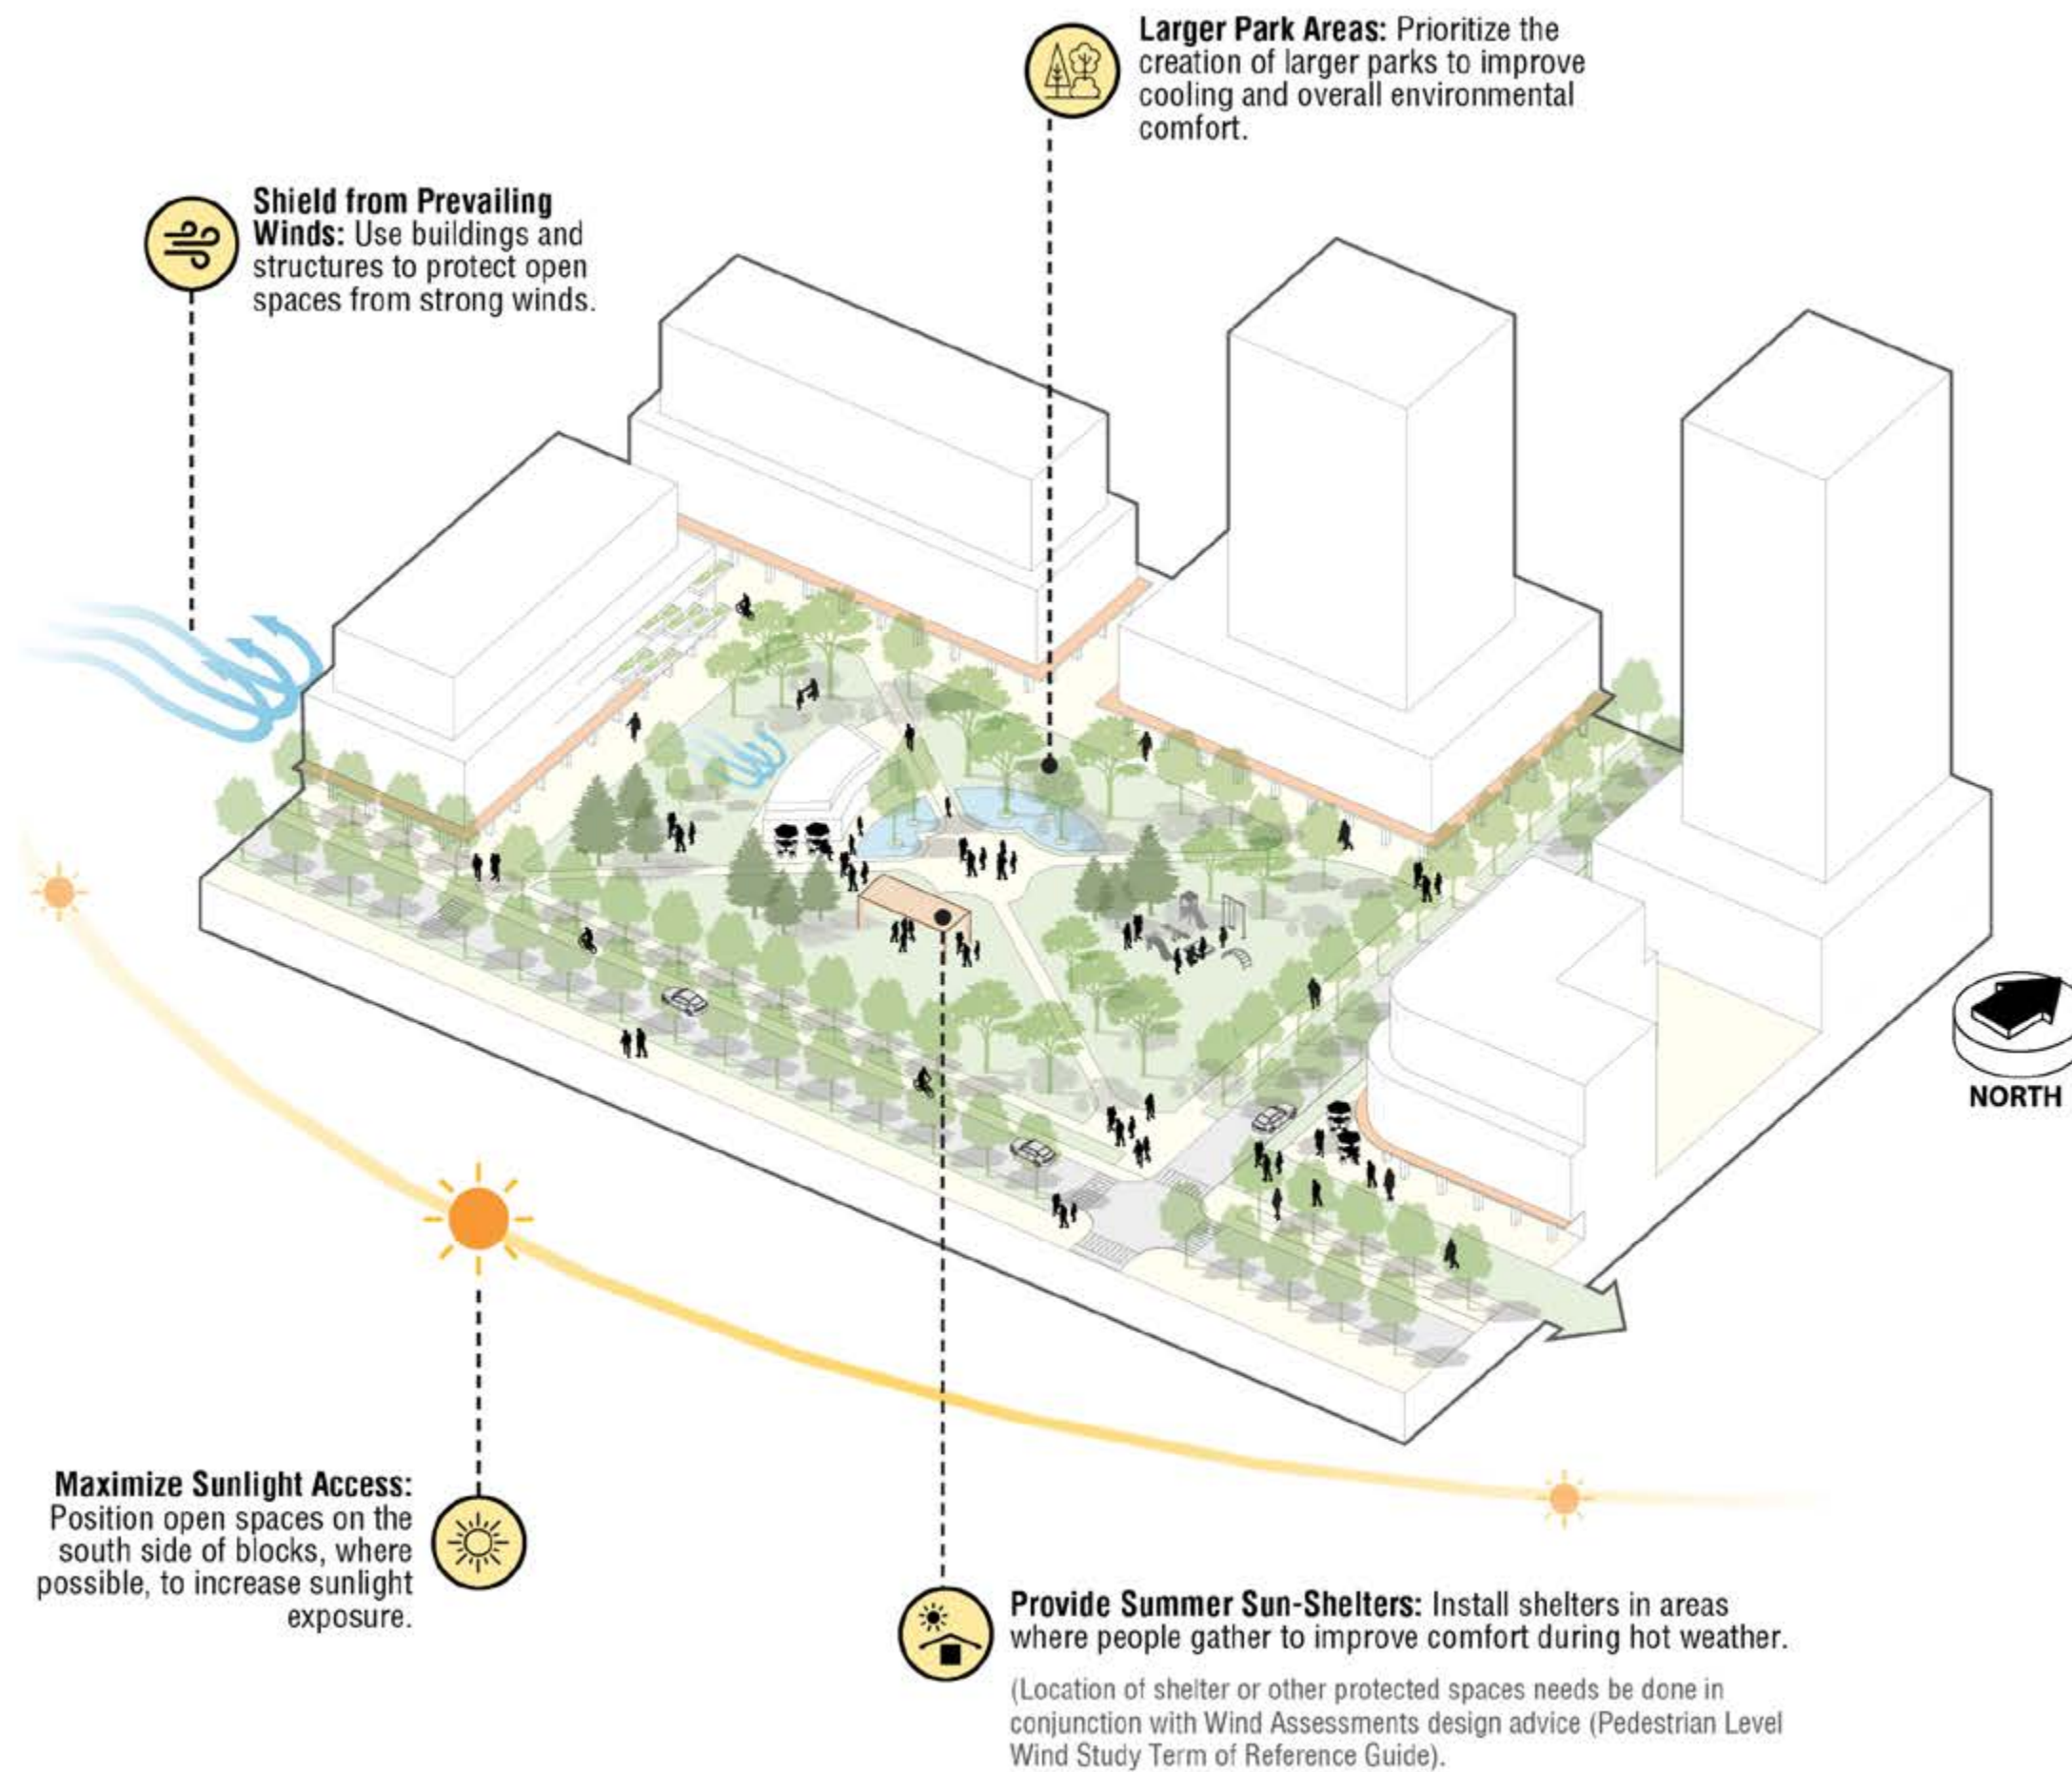 Larger Park Areas: Prioritize the
creation of larger parks to improve
cooling and overall environmental
comfort.
Shield from Prevailing
Winds: Use buildings and
structures to protect open
spaces from strong winds.
NORTH
Maximize Sunlight Access:
Position open spaces on the
south side of blocks, where
possible, to increase sunlight
exposure.
Provide Summer Sun-Shelters: Install shelters in areas
where people gather to improve comfort during hot weather.
(Location of shelter or other protected spaces needs be done in
conjunction with Wind Assessments design advice (Pedestrian Level
Wind Study Term of Reference Guide).